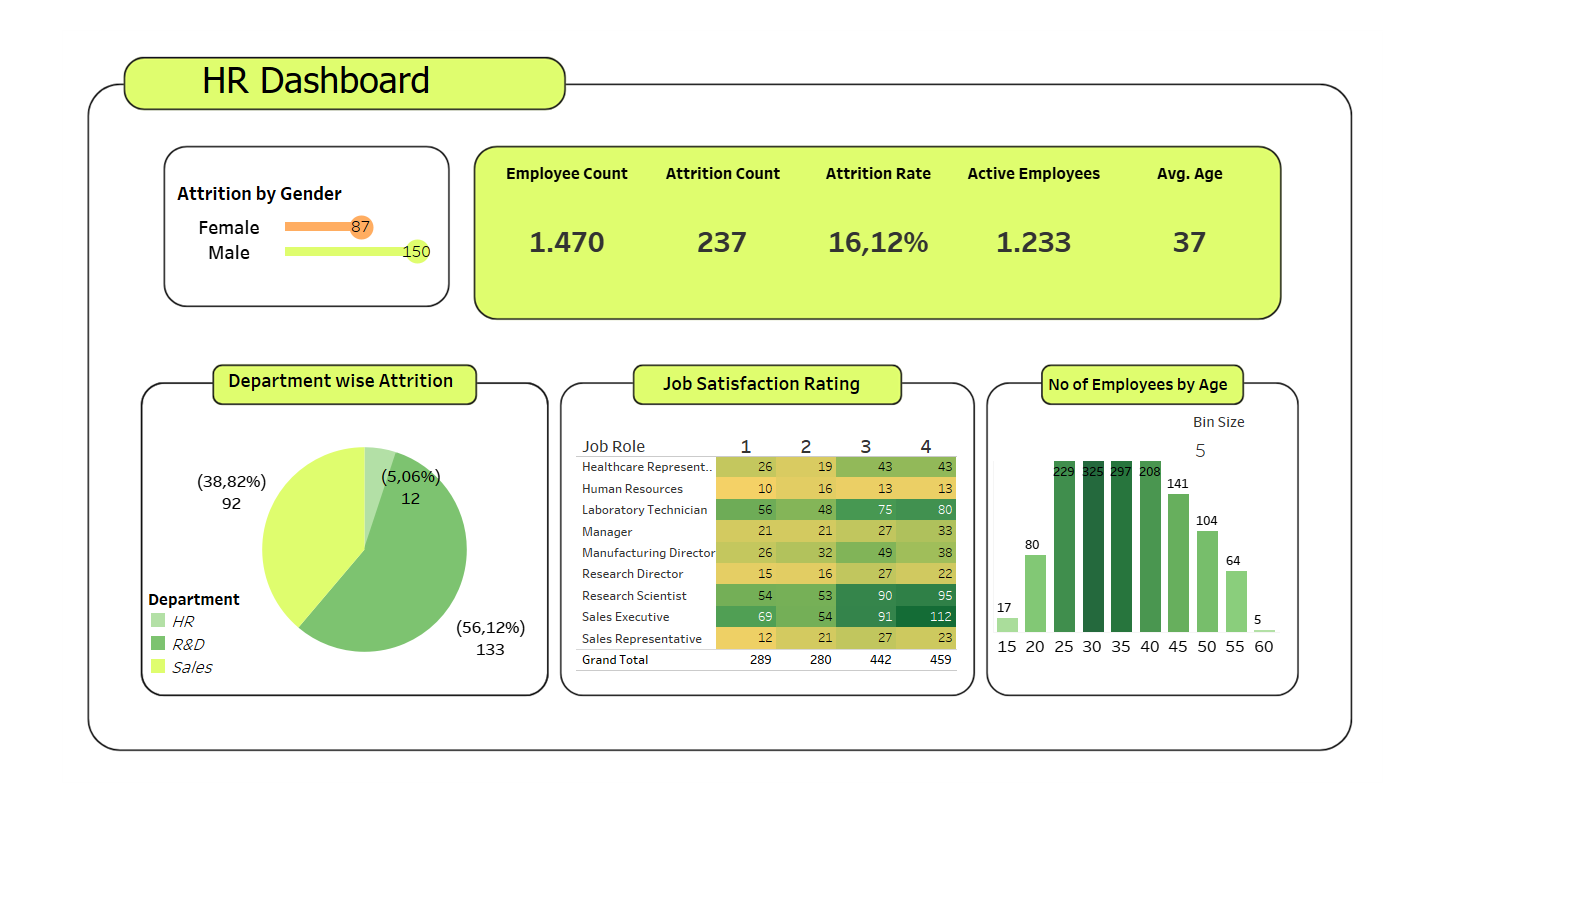 HR Dashboard
Attrition by Gender
Female 87
Male 150
Employee Count Attrition Count Attrition Rate Active Employees Avg. Age
1.470 237 16,12% 1.233 37
Department wise Attrition
(5,06%)
12
(38,82%)
92
(56,12%)
133
Department
HR
R&D
Sales
Job Satisfaction Rating
Job Role 1 2 3 4
Healthcare Represent.. 26 19 43 43
Human Resources 10 16 13 13
Laboratory Technician 56 48 75 80
Manager 21 21 27 33
Manufacturing Director 26 32 49 38
Research Director 15 16 27 22
Research Scientist 54 53 90 95
Sales Executive 69 54 91 112
Sales Representative 12 21 27 23
Grand Total 289 280 442 459
No of Employees by Age
Bin Size
5
17 80 229 325 297 208 141 104 64 5
15 20 25 30 35 40 45 50 55 60